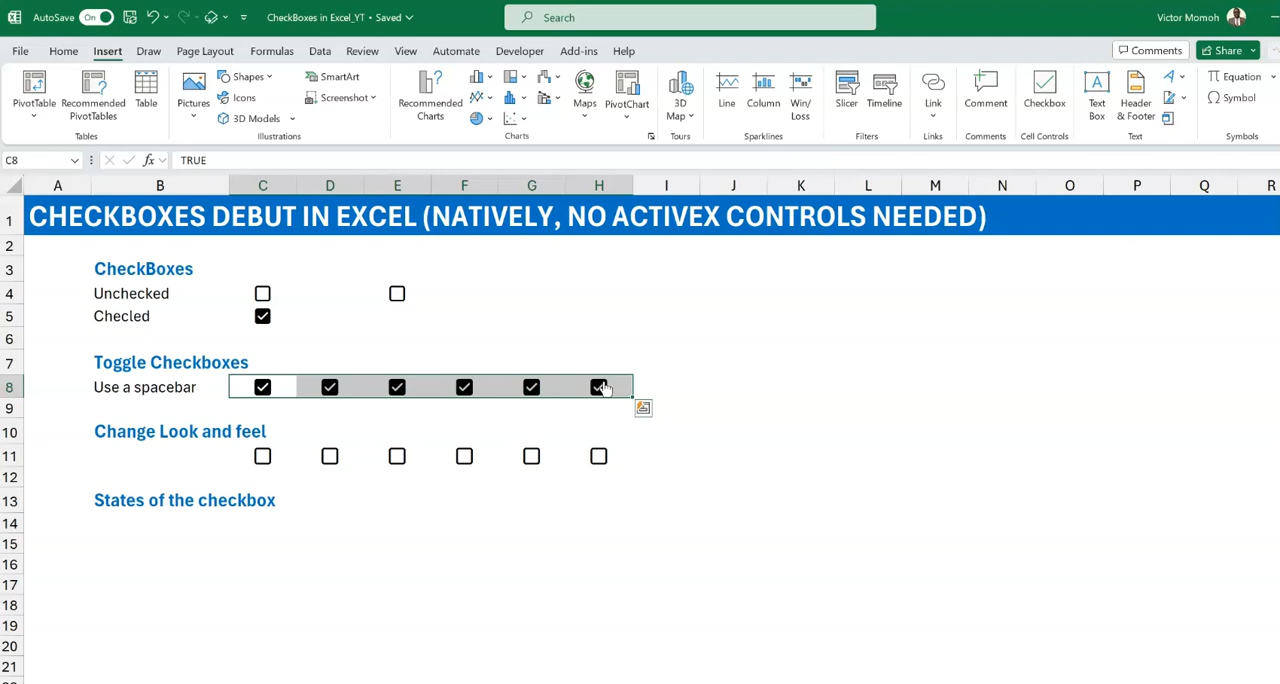 AutoSave On CheckBoxes in Excel_YT • Saved Search Victor Momoh
File Home Insert Draw Page Layout Formulas Data Review View Automate Developer Add-ins Help Comments Share
PivotTable
Recommended
PivotTables
Table
Tables
Pictures
Shapes
Icons
3D Models
SmartArt
Screenshot
Illustrations
Recommended
Charts
Maps
PivotChart
Charts
3D
Map
Tours
Line
Column
Win/
Loss
Sparklines
Slicer
Timeline
Filters
Link
Links
Comment
Comments
Checkbox
Cell Controls
Text
Box
Header
& Footer
Text
Equation
Symbol
Symbols
C8 fx TRUE
A B C D E F G H I J K L M N O P Q R
1 CHECKBOXES DEBUT IN EXCEL (NATIVELY, NO ACTIVEX CONTROLS NEEDED)
2
3 CheckBoxes
4 Unchecked
5 Checled
6
7 Toggle Checkboxes
8 Use a spacebar
9
10 Change Look and feel
11
12
13 States of the checkbox
14
15
16
17
18
19
20
21